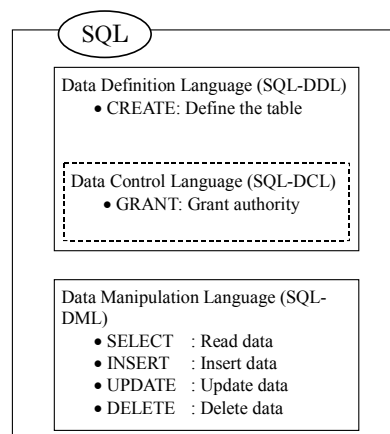 SQL
Data Definition Language (SQL-DDL)
• CREATE: Define the table
Data Control Language (SQL-DCL)
• GRANT: Grant authority
Data Manipulation Language (SQL-
DML)
• SELECT : Read data
• INSERT : Insert data
• UPDATE : Update data
• DELETE : Delete data